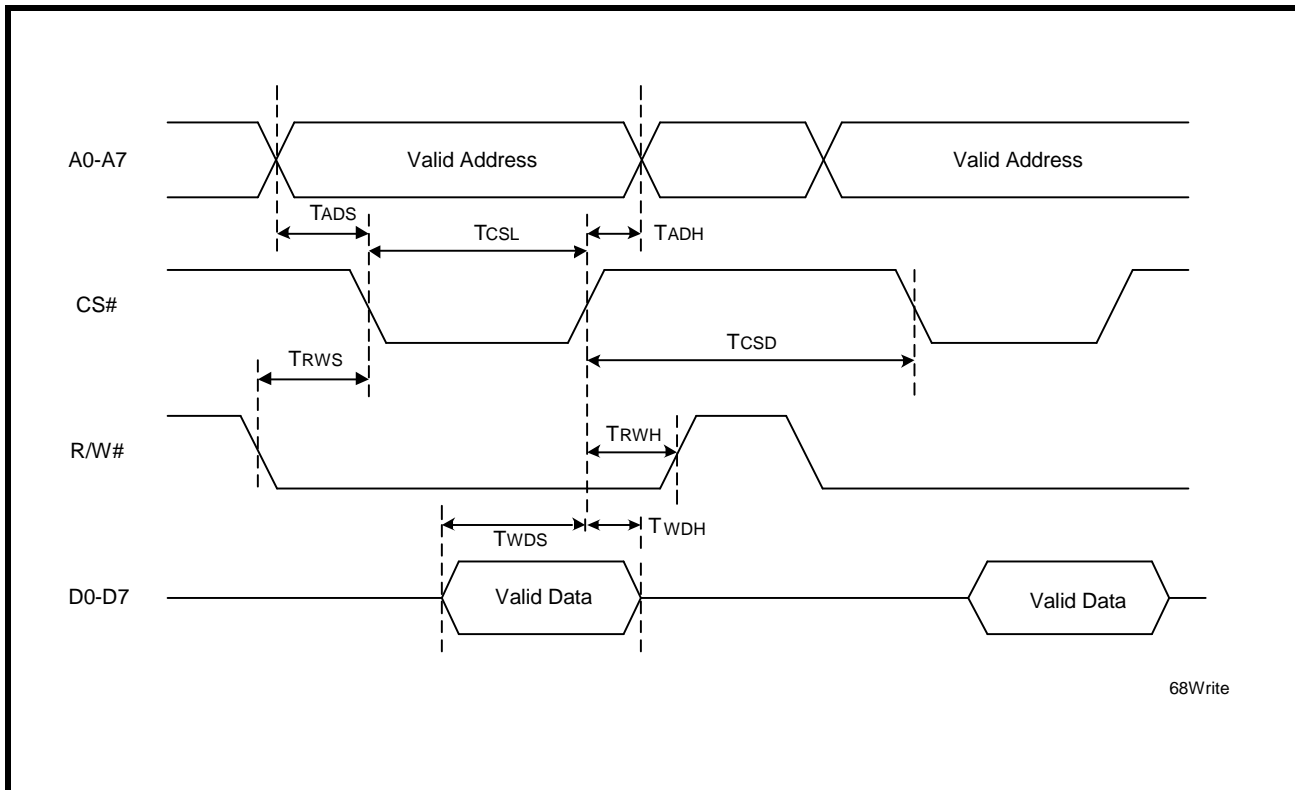 A0-A7
Valid Address
Valid Address
TADS
TCSL
TADH
CS#
TCSD
TRWS
R/W#
TRWH
TWDS
TWDH
D0-D7
Valid Data
Valid Data
68Write